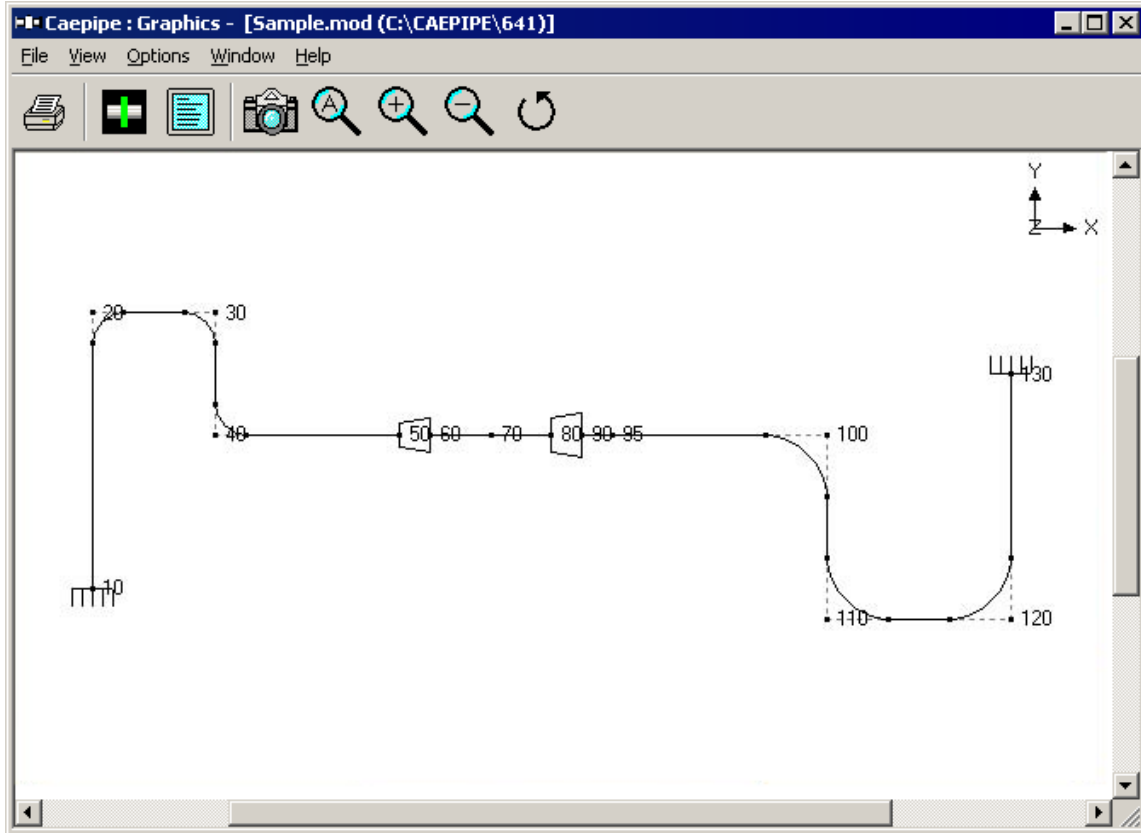 Caepipe : Graphics - [Sample.mod (C:\CAEPIPE\641)]
File View Options Window Help
A
Y
Z X
20 30
130
40 50 60 70 80 90 95 100
10
110 120